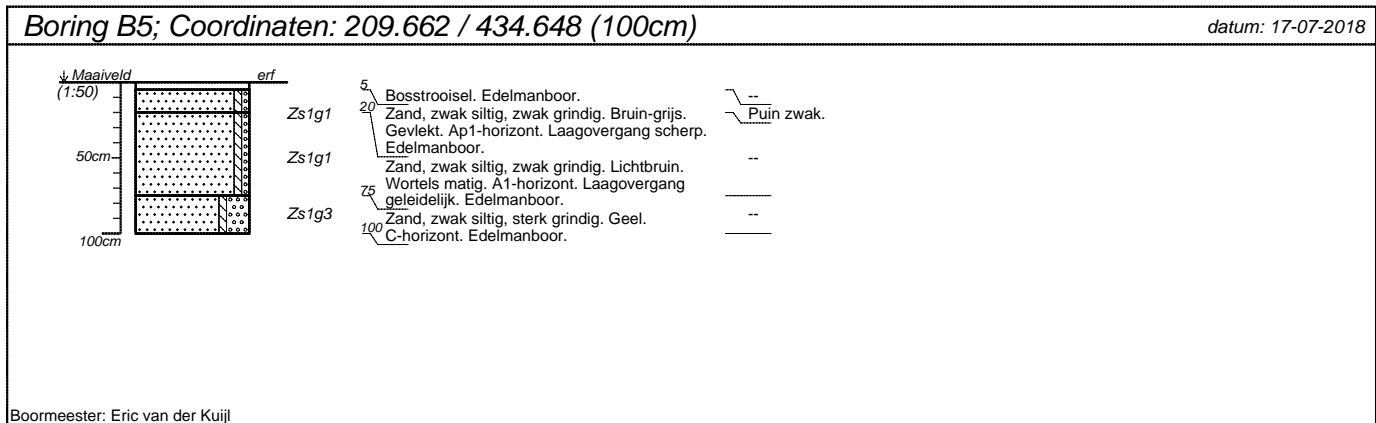 Boring B5; Coordinaten: 209.662 / 434.648 (100cm)
datum: 17-07-2018
Maaiveld
erf
(1:50)
50cm
100cm
Zs1g1
Zs1g1
Zs1g3
5
Bosstrooisel. Edelmanboor.
--
20
Zand, zwak siltig, zwak grindig. Bruin-grijs.
Puin zwak.
Gevlekt. Ap1-horizont. Laagovergang scherp.
Edelmanboor.
Zand, zwak siltig, zwak grindig. Lichtbruin.
--
Wortels matig. A1-horizont. Laagovergang
75
geleidelijk. Edelmanboor.
Zand, zwak siltig, sterk grindig. Geel.
--
100
C-horizont. Edelmanboor.
Boormeester: Eric van der Kuijl